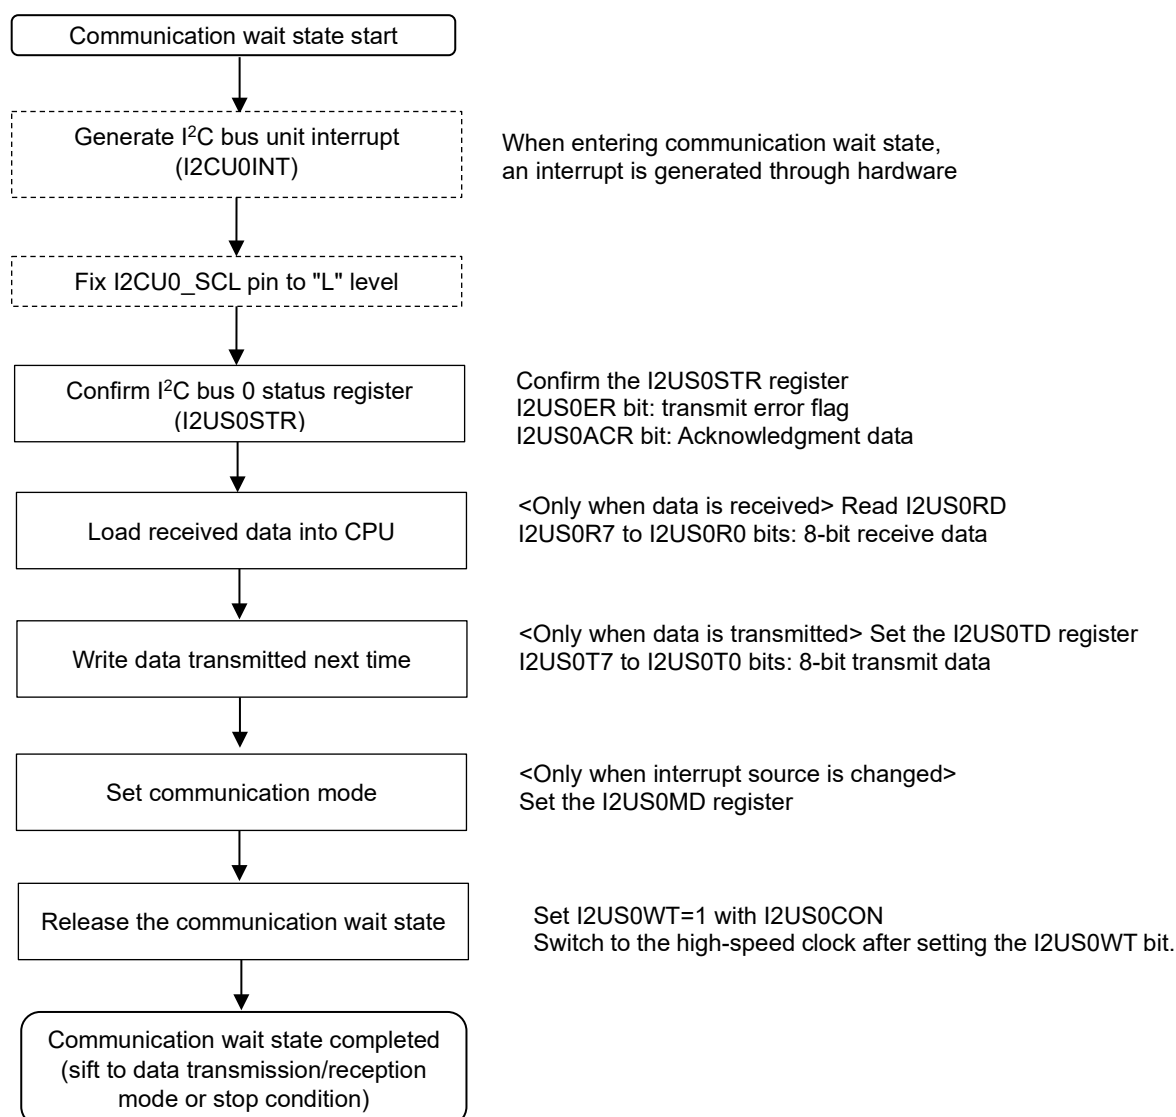 Communication wait state start
Generate I²C bus unit interrupt
(I2CU0INT)
When entering communication wait state,
an interrupt is generated through hardware
Fix I2CU0_SCL pin to "L" level
Confirm I²C bus 0 status register
(I2US0STR)
Confirm the I2US0STR register
I2US0ER bit: transmit error flag
I2US0ACR bit: Acknowledgment data
Load received data into CPU
<Only when data is received> Read I2US0RD
I2US0R7 to I2US0R0 bits: 8-bit receive data
Write data transmitted next time
<Only when data is transmitted> Set the I2US0TD register
I2US0T7 to I2US0T0 bits: 8-bit transmit data
Set communication mode
<Only when interrupt source is changed>
Set the I2US0MD register
Release the communication wait state
Set I2US0WT=1 with I2US0CON
Switch to the high-speed clock after setting the I2US0WT bit.
Communication wait state completed
(sift to data transmission/reception
mode or stop condition)